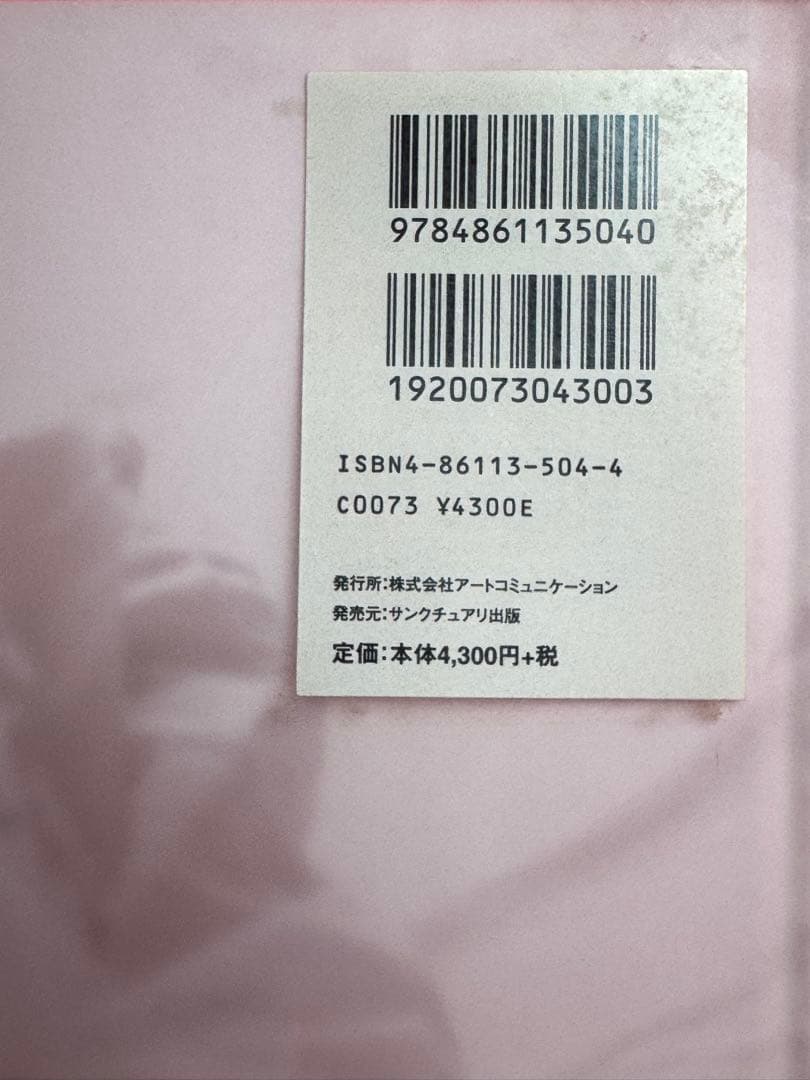 9784861135040
1920073043003
ISBN4-86113-504-4
C0073 ¥4300E
発行所:株式会社アートコミュニケーション
発売元:サンクチュアリ出版
定価:本体4,300円+税